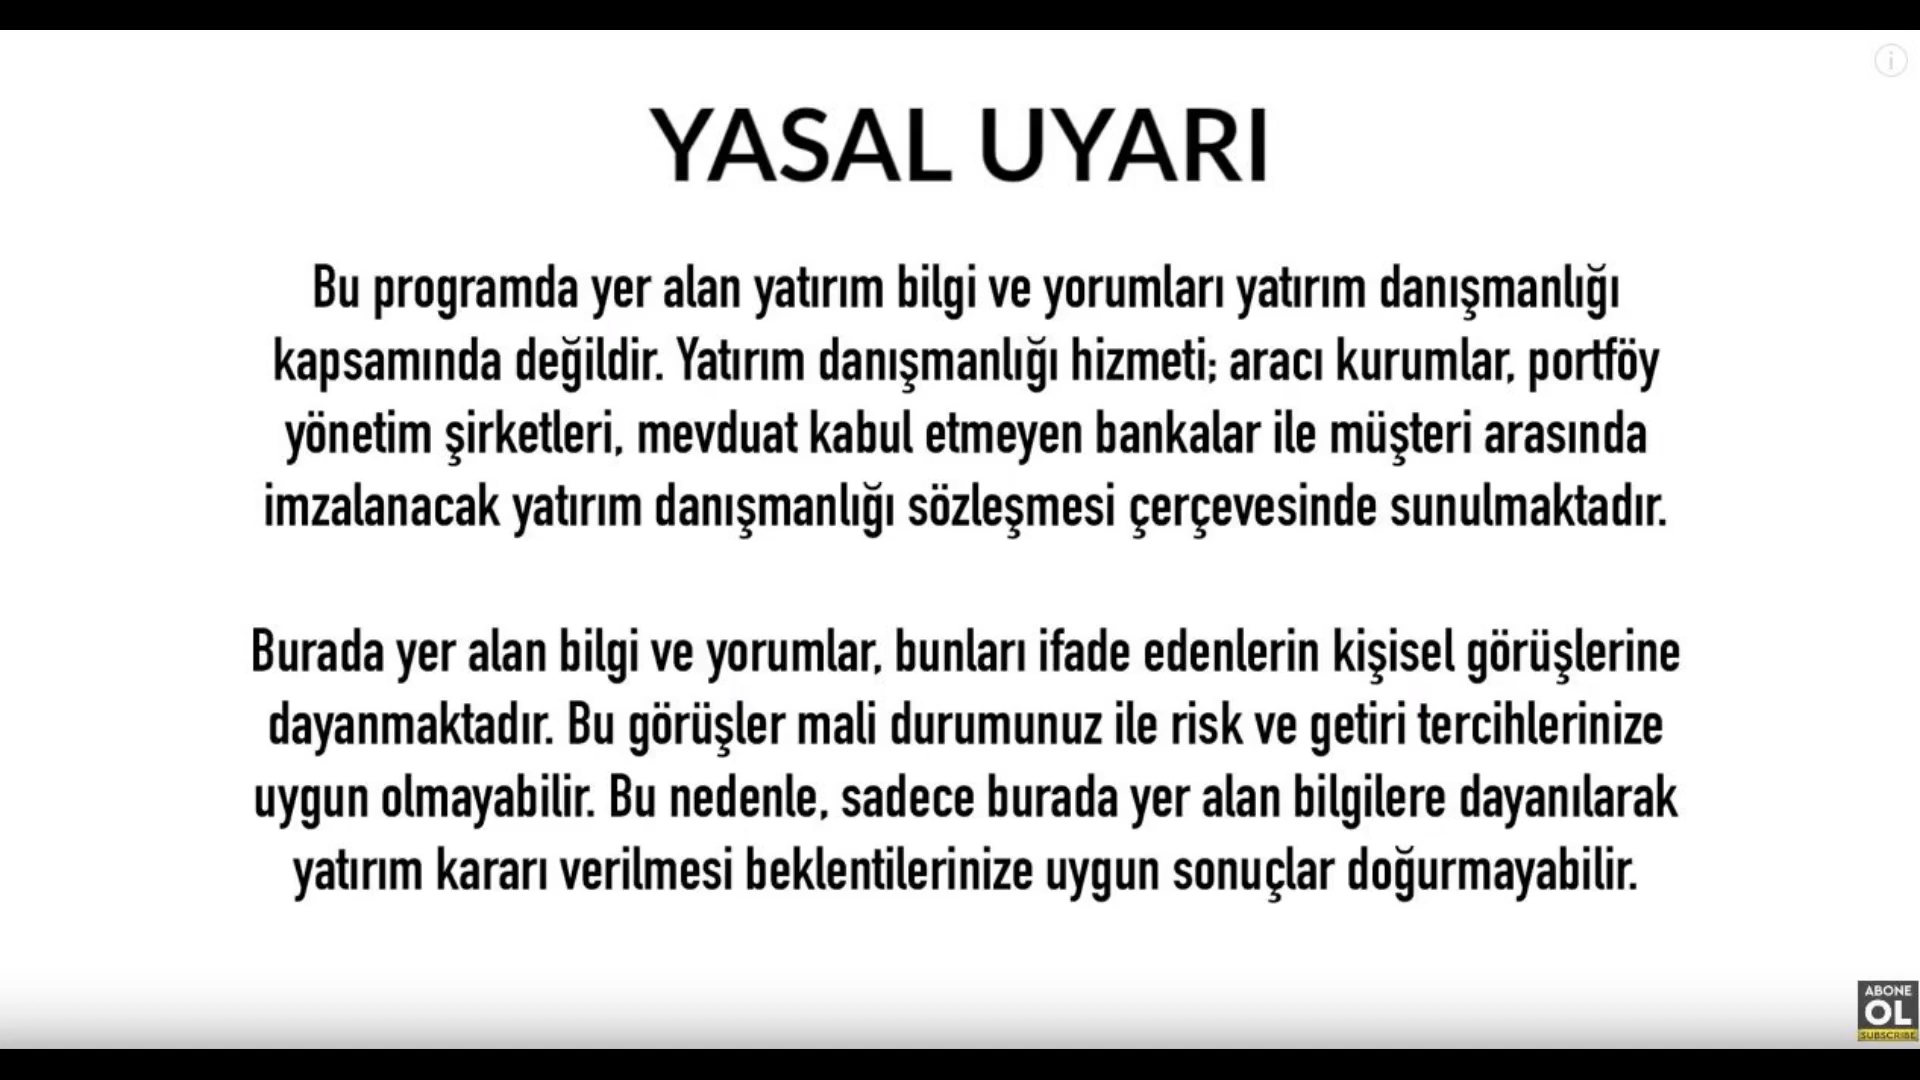 YASAL UYARI
Bu programda yer alan yatırım bilgi ve yorumları yatırım danışmanlığı
kapsamında değildir. Yatırım danışmanlığı hizmeti; aracı kurumlar, portföy
yönetim şirketleri, mevduat kabul etmeyen bankalar ile müşteri arasında
imzalanacak yatırım danışmanlığı sözleşmesi çerçevesinde sunulmaktadır.
Burada yer alan bilgi ve yorumlar, bunları ifade edenlerin kişisel görüşlerine
dayanmaktadır. Bu görüşler mali durumunuz ile risk ve getiri tercihlerinize
uygun olmayabilir. Bu nedenle, sadece burada yer alan bilgilere dayanılarak
yatırım kararı verilmesi beklentilerinize uygun sonuçlar doğurmayabilir.
ABONE
OL
SUBSCRIBE